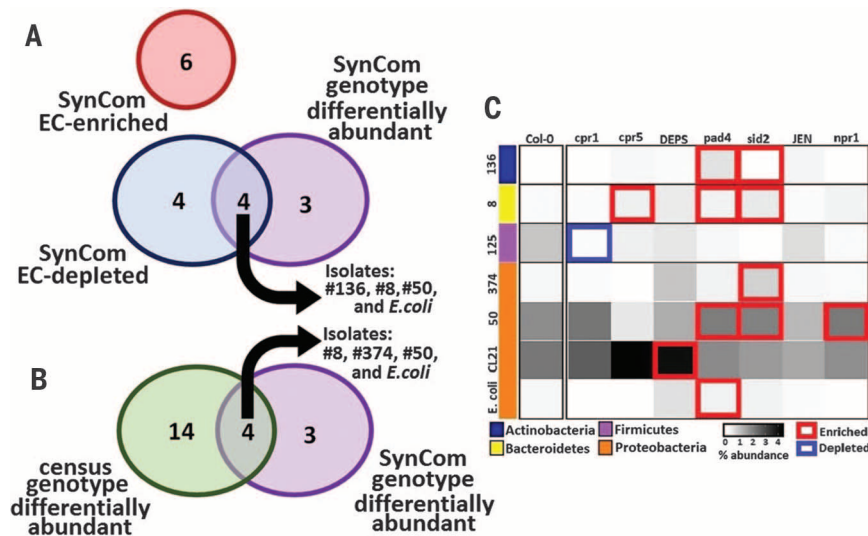 A
6
SynCom
EC-enriched
SynCom
genotype
differentially
abundant
4
4
3
SynCom
EC-depleted
Isolates:
#136, #8,#50,
and E.coli
Isolates:
#8, #374, #50,
and E.coli
B
14
4
3
census
genotype
differentially
abundant
SynCom
genotype
differentially
abundant
C
Col-0 cpr1 cpr5 DEPS pad4 sid2 JEN npr1
136
8
125
374
50
CL21
E. coli
Actinobacteria Firmicutes
Bacteroidetes Proteobacteria
0 1 2 3 4
% abundance
Enriched
Depleted